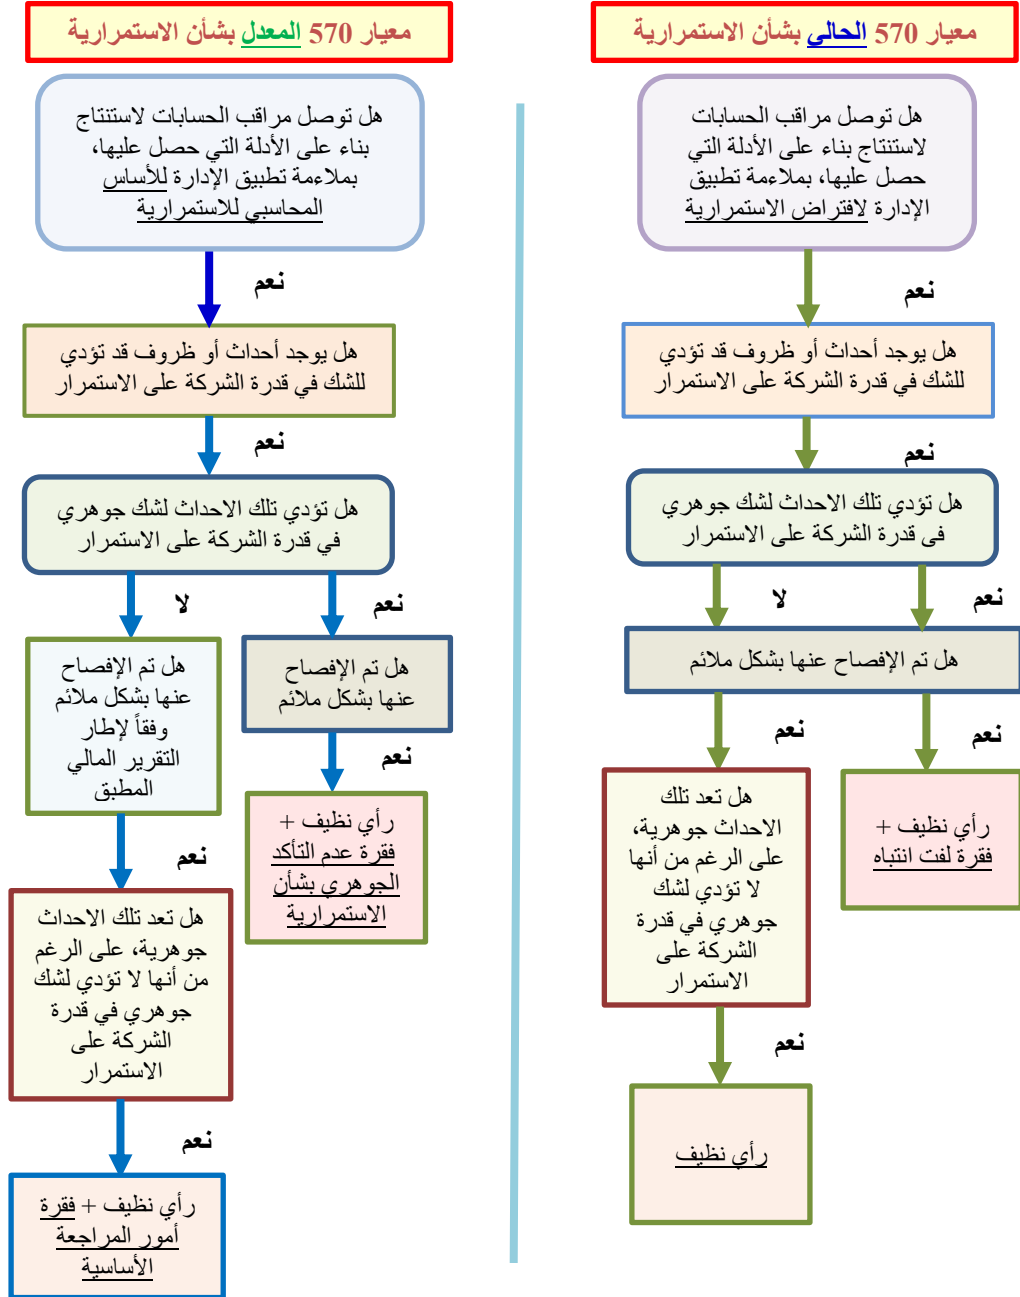 معيار 570 الحالي بشأن الاستمرارية
هل توصل مراقب الحسابات
لاستنتاج بناء على الأدلة التي
حصل عليها، بملاءمة تطبيق
الإدارة لافتراض الاستمرارية
نعم
هل يوجد أحداث أو ظروف قد تؤدي
للشك في قدرة الشركة على الاستمرار
نعم
هل تؤدي تلك الاحداث لشك جوهري
فى قدرة الشركة على الاستمرار
نعم
لا
هل تم الإفصاح عنها بشكل ملائم
نعم
نعم
رأي نظيف +
فقرة لفت انتباه
هل تعد تلك
الاحداث جوهرية،
على الرغم من أنها
لا تؤدي لشك
جوهري في قدرة
الشركة على
الاستمرار
نعم
رأي نظيف
معيار 570 المعدل بشأن الاستمرارية
هل توصل مراقب الحسابات لاستنتاج
بناء على الأدلة التي حصل عليها،
بملاءمة تطبيق الإدارة للأساس
المحاسبي للاستمرارية
نعم
هل يوجد أحداث أو ظروف قد تؤدي
للشك في قدرة الشركة على الاستمرار
نعم
هل تؤدي تلك الاحداث لشك جوهري
في قدرة الشركة على الاستمرار
نعم
لا
هل تم الإفصاح
عنها بشكل ملائم
نعم
رأي نظيف +
فقرة عدم التأكد
الجوهري بشأن
الاستمرارية
هل تم الإفصاح
عنها بشكل ملائم
وفقاً لإطار
التقرير المالي
المطبق
نعم
هل تعد تلك الاحداث
جوهرية، على الرغم
من أنها لا تؤدي لشك
جوهري في قدرة
الشركة على
الاستمرار
نعم
رأي نظيف + فقرة
أمور المراجعة
الأساسية